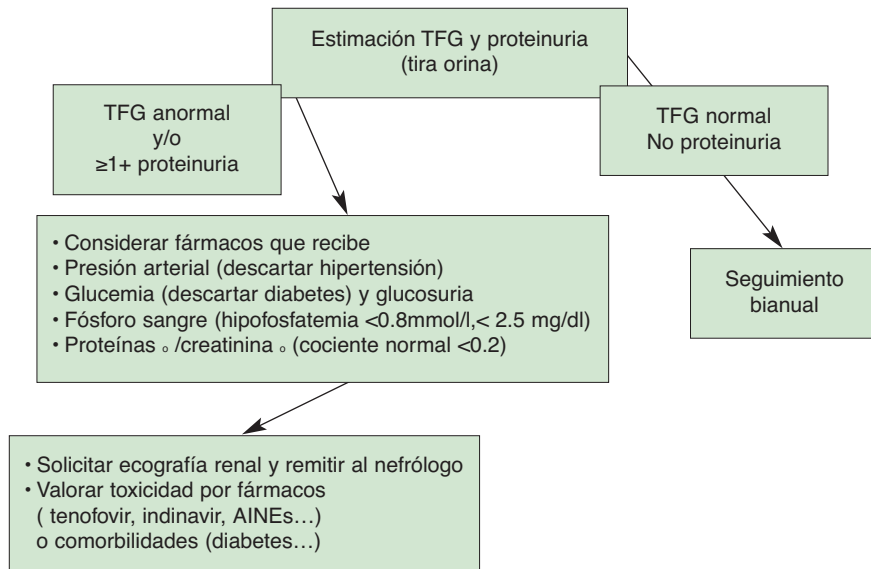 Estimación TFG y proteinuria
(tira orina)
TFG anormal
y/o
≥1+ proteinuria
TFG normal
No proteinuria
• Considerar fármacos que recibe
• Presión arterial (descartar hipertensión)
• Glucemia (descartar diabetes) y glucosuria
• Fósforo sangre (hipofosfatemia <0.8mmol/l,< 2.5 mg/dl)
• Proteínas ₒ/creatinina ₒ (cociente normal <0.2)
Seguimiento
bianual
• Solicitar ecografía renal y remitir al nefrólogo
• Valorar toxicidad por fármacos
( tenofovir, indinavir, AINEs…)
o comorbilidades (diabetes…)